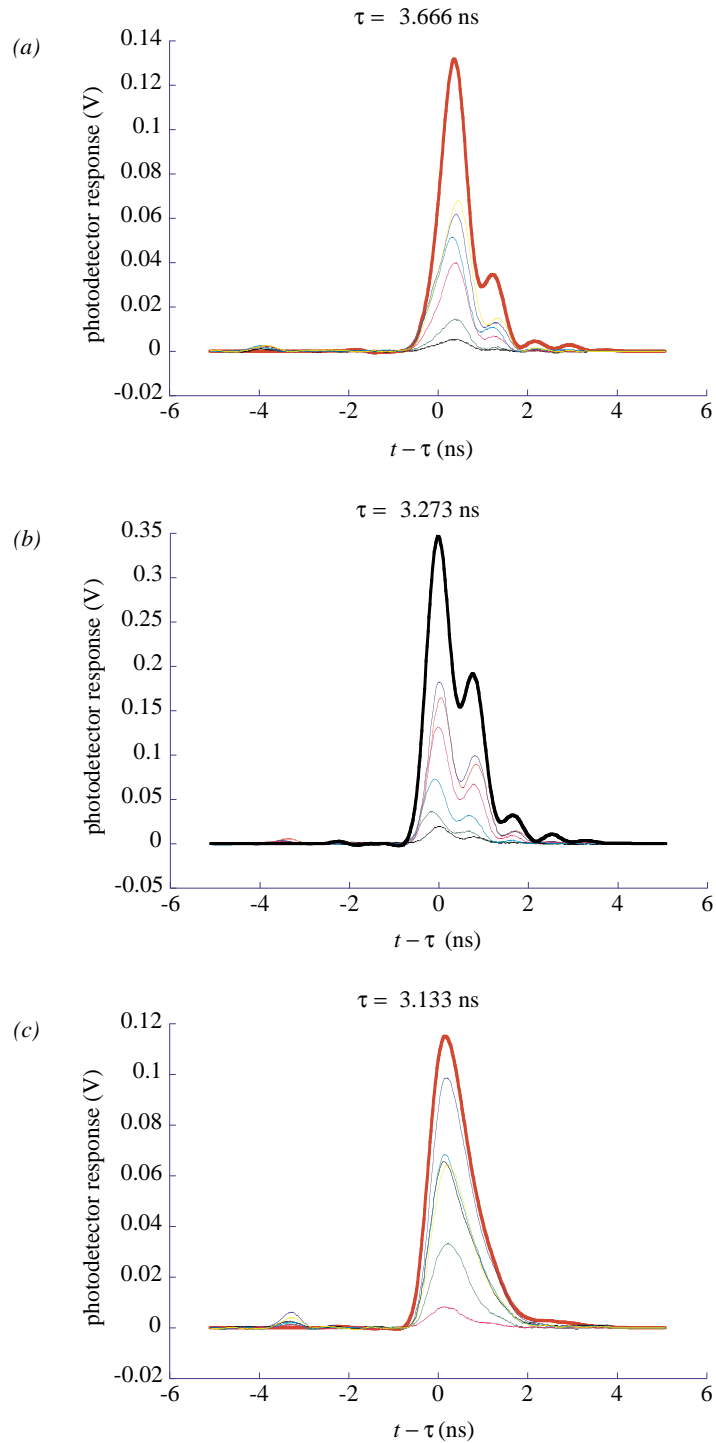 (a)
τ = 3.666 ns
photodetector response (V)
0.14
0.12
0.1
0.08
0.06
0.04
0.02
0
-0.02
-6 -4 -2 0 2 4 6
t – τ (ns)
(b)
τ = 3.273 ns
photodetector response (V)
0.35
0.3
0.25
0.2
0.15
0.1
0.05
0
-0.05
-6 -4 -2 0 2 4 6
t – τ (ns)
(c)
τ = 3.133 ns
photodetector response (V)
0.12
0.1
0.08
0.06
0.04
0.02
0
-0.02
-6 -4 -2 0 2 4 6
t – τ (ns)